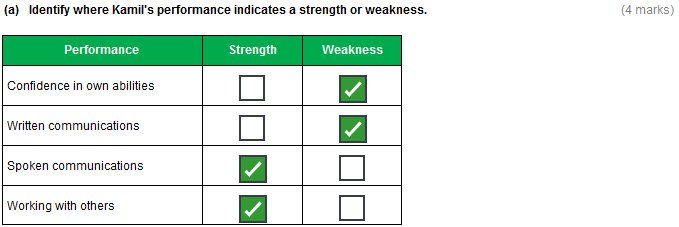 (a) Identify where Kamil's performance indicates a strength or weakness. (4 marks)
Performance Strength Weakness
Confidence in own abilities
Written communications
Spoken communications
Working with others